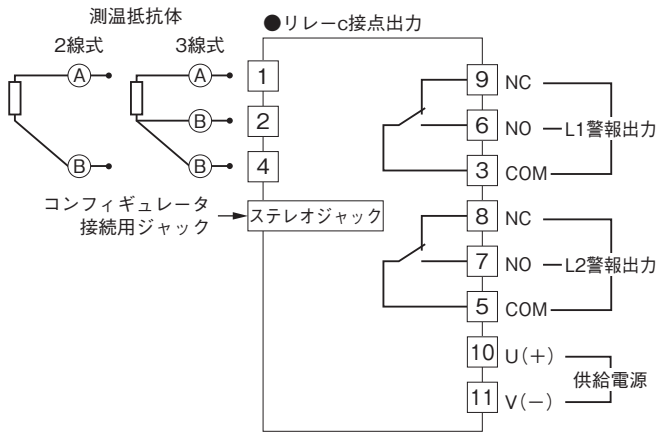 測温抵抗体
●リレーc接点出力
2線式
3線式
A
A
B
B
B
1
2
4
コンフィギュレータ
接続用ジャック
ステレオジャック
9 NC
6 NO
L1警報出力
3 COM
8 NC
7 NO
L2警報出力
5 COM
10 U(+)
供給電源
11 V(−)